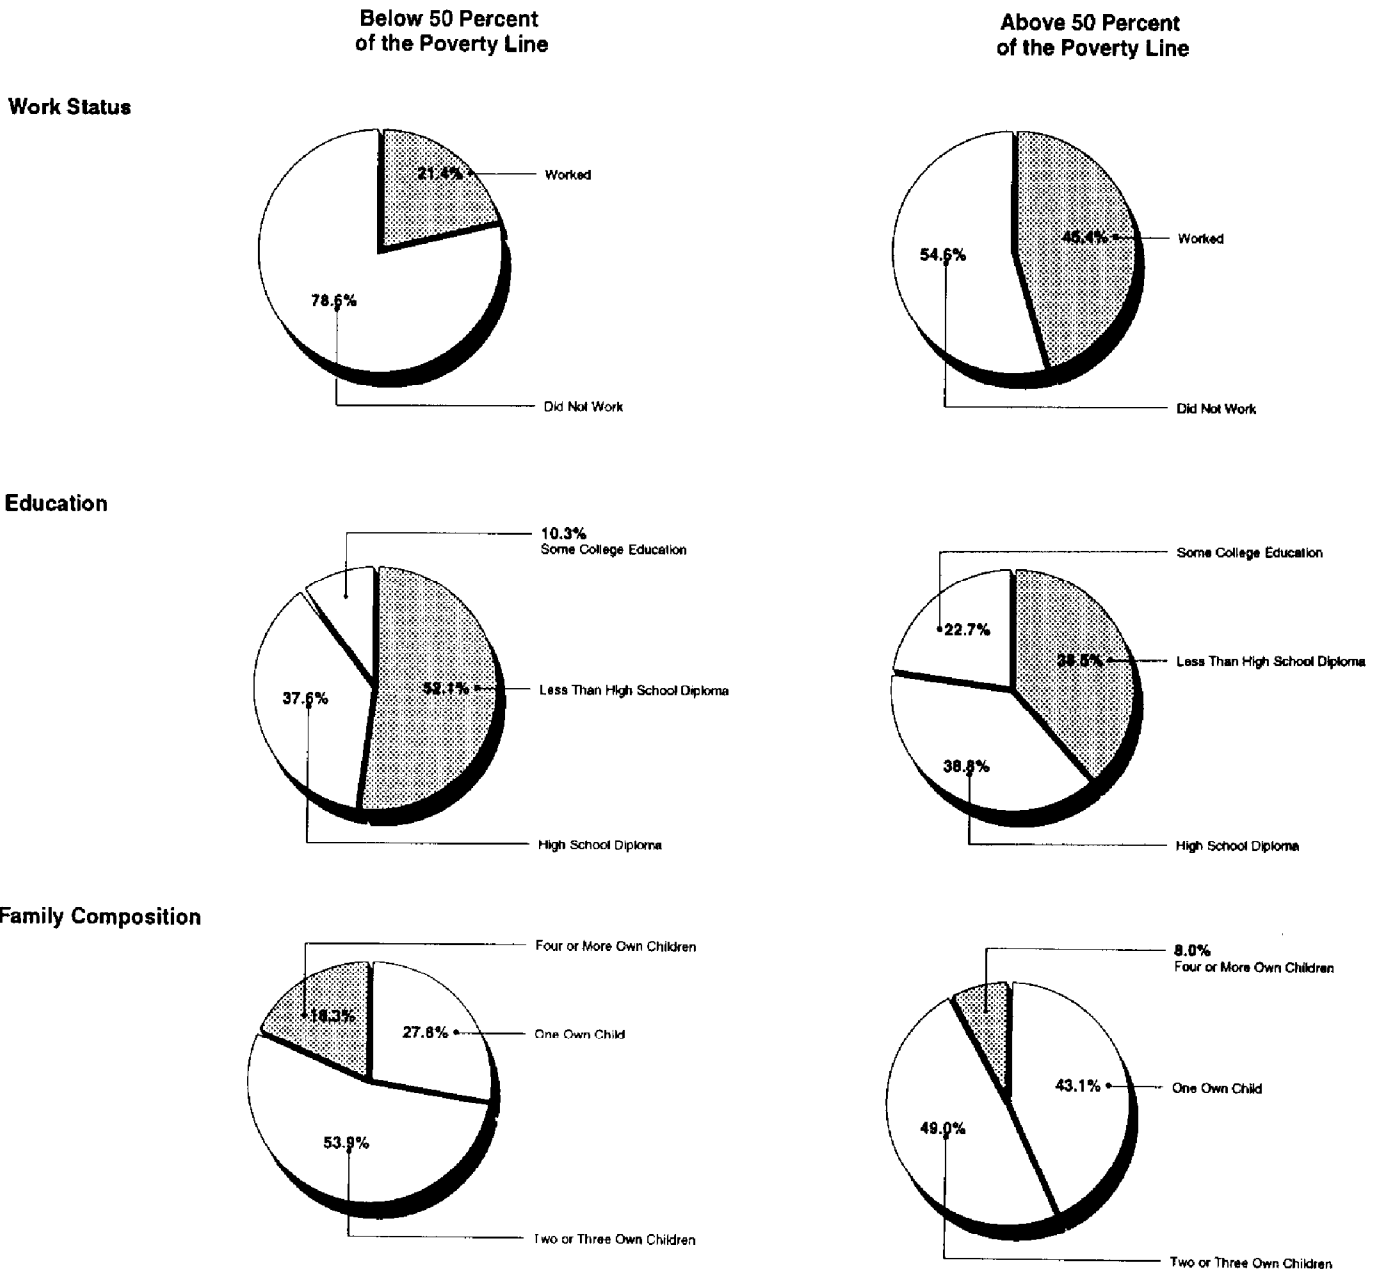 Below 50 Percent
of the Poverty Line
Above 50 Percent
of the Poverty Line
Work Status
21.4%
Worked
78.6%
Did Not Work
45.4%
Worked
54.6%
Did Not Work
Education
10.3%
Some College Education
52.1%
Less Than High School Diploma
37.6%
High School Diploma
Some College Education
22.7%
38.5%
Less Than High School Diploma
38.8%
High School Diploma
Family Composition
Four or More Own Children
18.3%
27.8%
One Own Child
53.9%
Two or Three Own Children
8.0%
Four or More Own Children
43.1%
One Own Child
49.0%
Two or Three Own Children